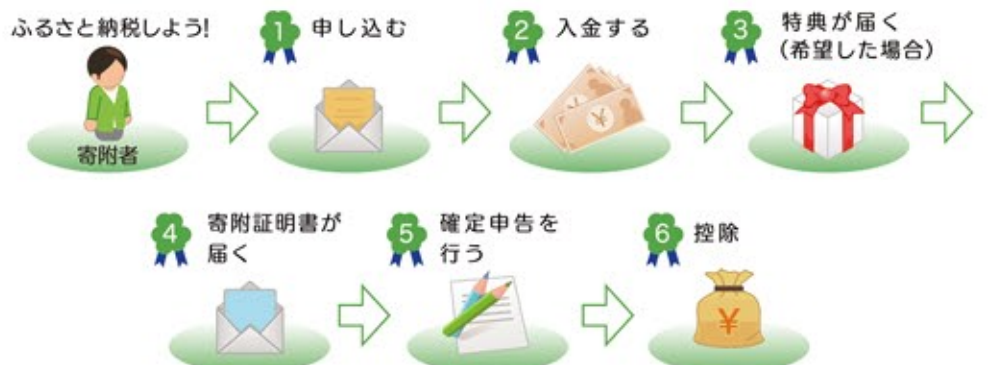 ふるさと納税しよう!
寄附者
1 申し込む
2 入金する
¥
3 特典が届く
(希望した場合)
4 寄附証明書が
届く
5 確定申告を
行う
6 控除
¥